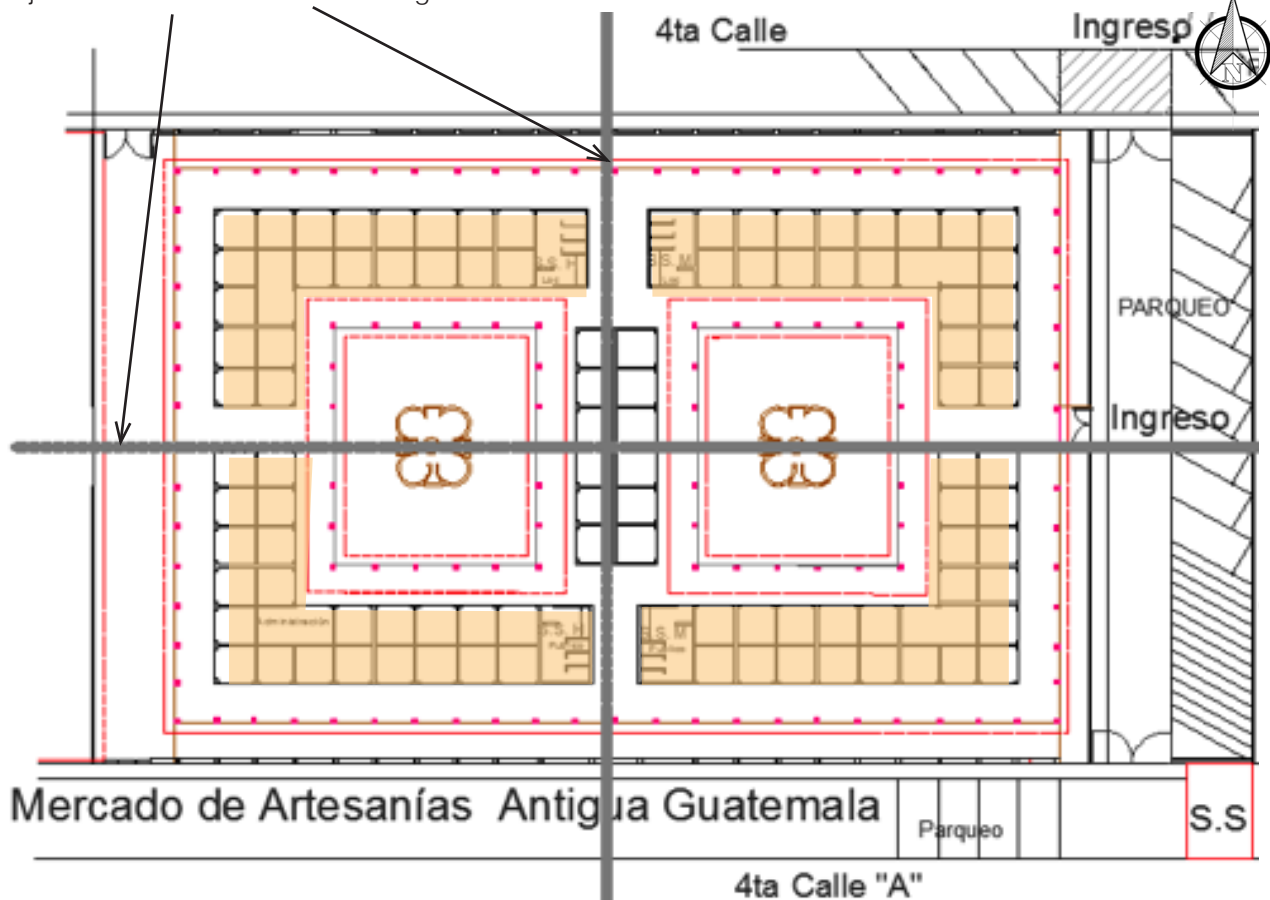 4ta Calle
Ingreso
N
S.S. H
S.S. M
PARQUEO
Ingreso
Administración
S.S. H
S.S. M
Mercado de Artesanías Antigua Guatemala
Parqueo
S.S
4ta Calle "A"